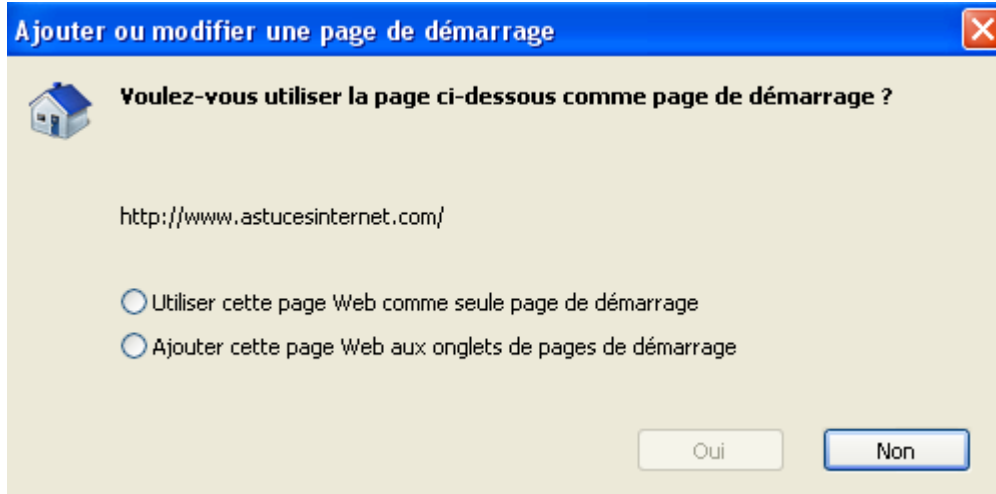 Ajouter ou modifier une page de démarrage
Voulez-vous utiliser la page ci-dessous comme page de démarrage ?
http://www.astucesinternet.com/
Utiliser cette page Web comme seule page de démarrage
Ajouter cette page Web aux onglets de pages de démarrage
Oui
Non